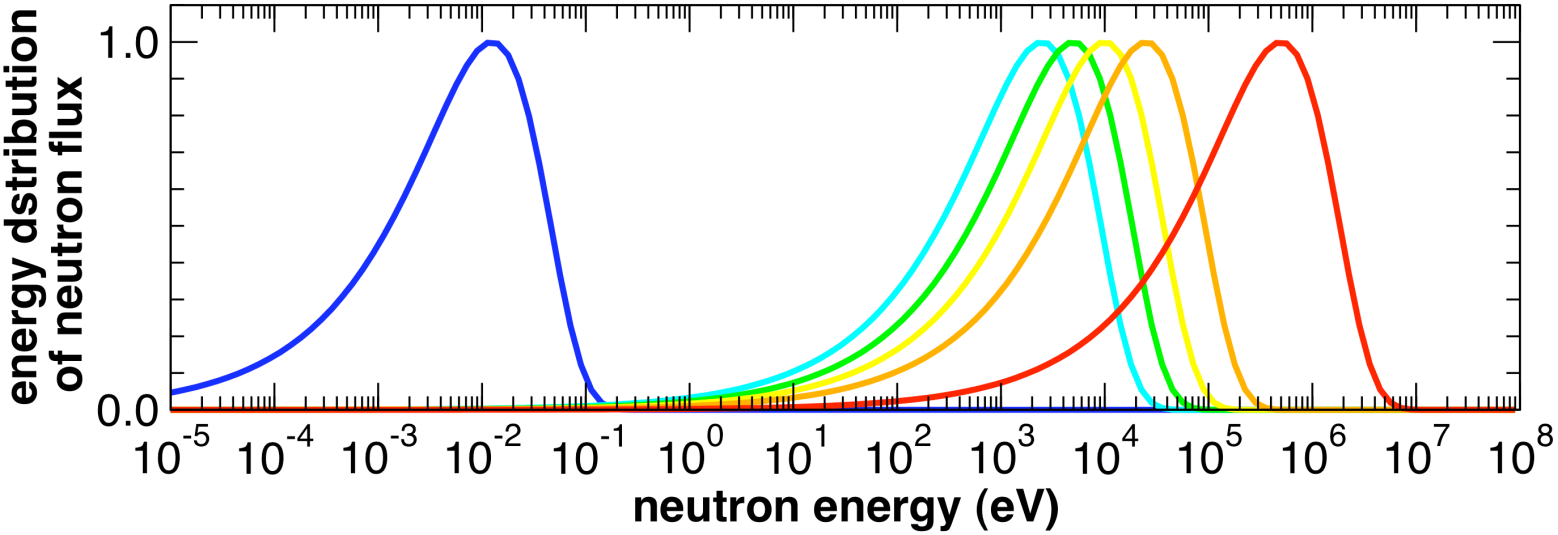 energy dstribution
of neutron flux
1.0
0.0
10^-5 10^-4 10^-3 10^-2 10^-1 10^0 10^1 10^2 10^3 10^4 10^5 10^6 10^7 10^8
neutron energy (eV)